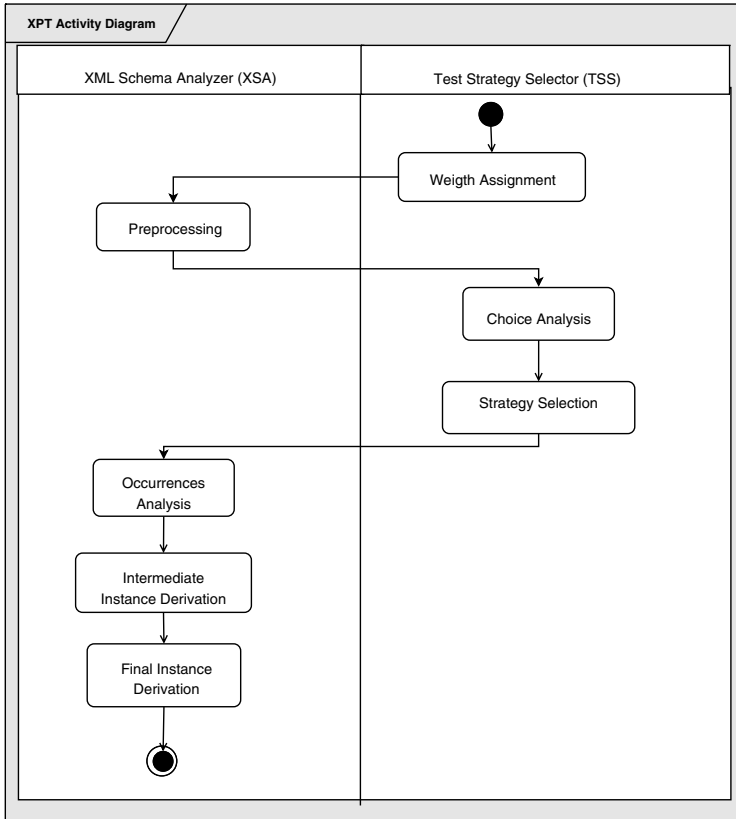 XPT Activity Diagram
XML Schema Analyzer (XSA)
Test Strategy Selector (TSS)
Weigth Assignment
Preprocessing
Choice Analysis
Strategy Selection
Occurrences
Analysis
Intermediate
Instance Derivation
Final Instance
Derivation